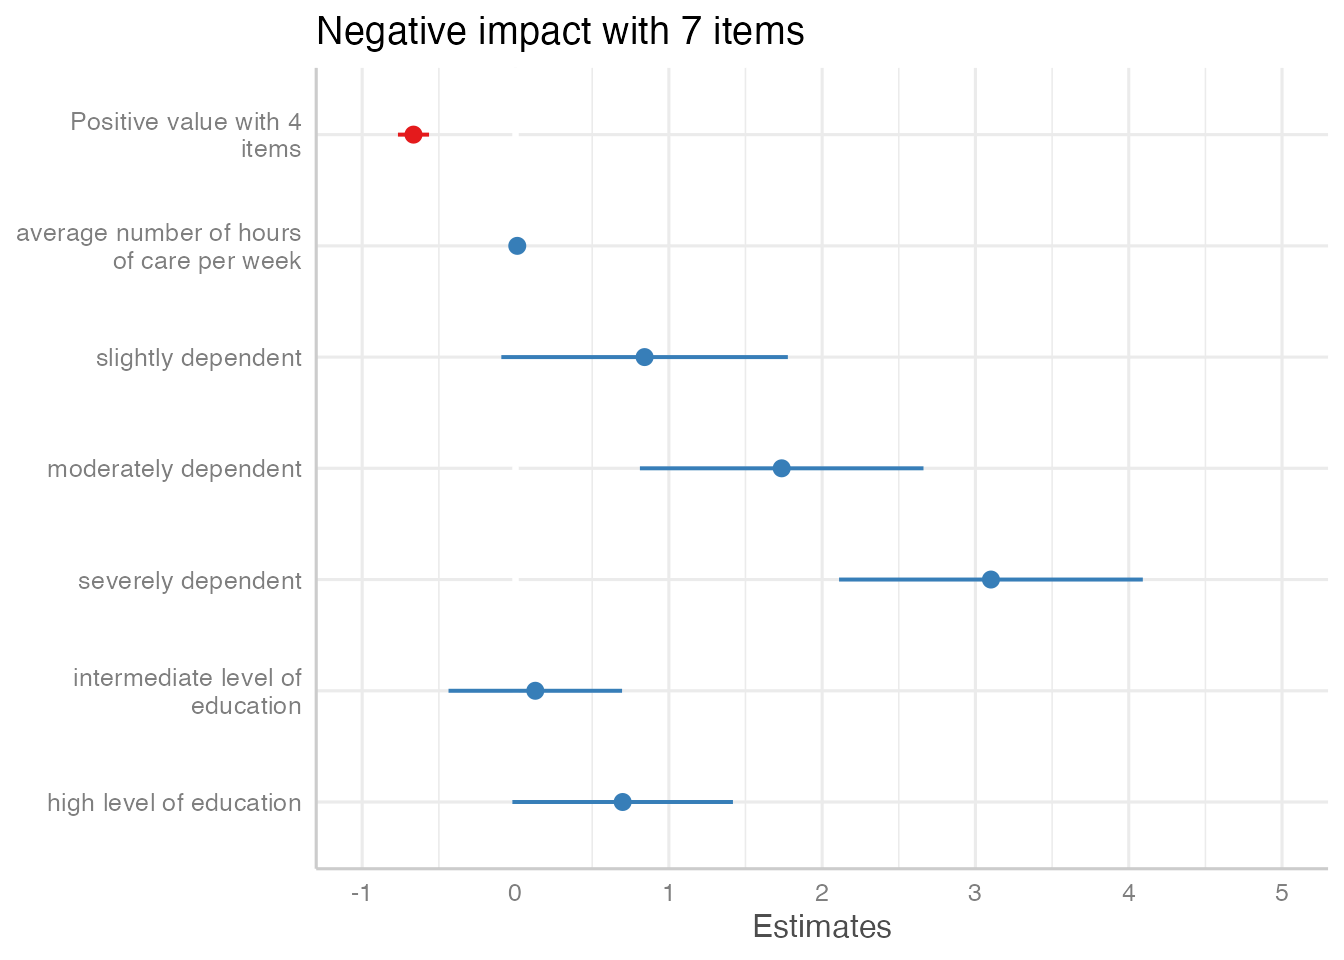 Negative impact with 7 items
Positive value with 4
items
average number of hours
of care per week
slightly dependent
moderately dependent
severely dependent
intermediate level of
education
high level of education
-1 0 1 2 3 4 5
Estimates